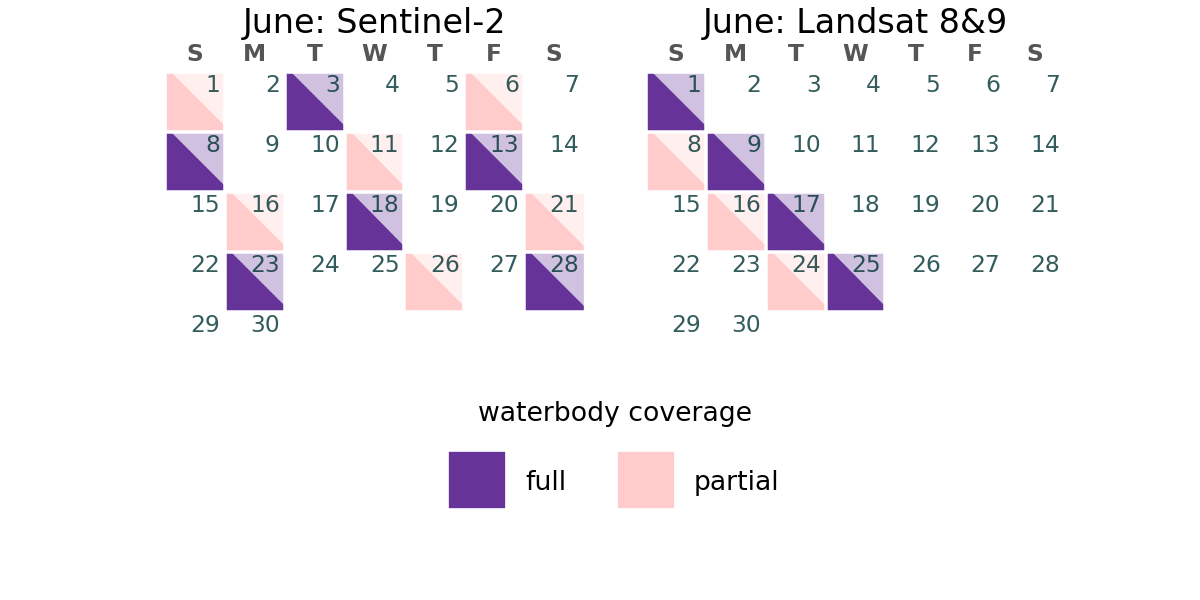 June: Sentinel-2
S M T W T F S
1 2 3 4 5 6 7
8 9 10 11 12 13 14
15 16 17 18 19 20 21
22 23 24 25 26 27 28
29 30
June: Landsat 8&9
S M T W T F S
1 2 3 4 5 6 7
8 9 10 11 12 13 14
15 16 17 18 19 20 21
22 23 24 25 26 27 28
29 30
waterbody coverage
full
partial